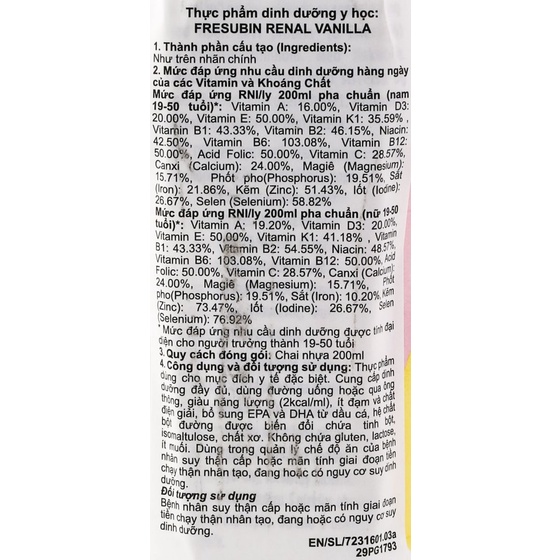 Thực phẩm dinh dưỡng y học:
FRESUBIN RENAL VANILLA
1. Thành phần cấu tạo (Ingredients):
Như trên nhãn chính
2. Mức đáp ứng nhu cầu dinh dưỡng hàng ngày
của các Vitamin và Khoáng Chất
Mức đáp ứng RNI/ly 200ml pha chuẩn (nam
19-50 tuổi)*: Vitamin A: 16.00%, Vitamin D3:
20.00%, Vitamin E: 50.00%, Vitamin K1: 35.59% ,
Vitamin B1: 43.33%, Vitamin B2: 46.15%, Niacin:
42.50%, Vitamin B6: 103.08%, Vitamin B12:
50.00%, Acid Folic: 50.00%, Vitamin C: 28.57%,
Canxi (Calcium): 24.00%, Magiê (Magnesium):
15.71%, Phốt pho(Phosphorus): 19.51%, Sắt
(Iron): 21.86%, Kẽm (Zinc): 51.43%, Iốt (Iodine):
26.67%, Selen (Selenium): 58.82%
Mức đáp ứng RNI/ly 200ml pha chuẩn (nữ 19-50
tuổi)*: Vitamin A: 19.20%, Vitamin D3: 20.00%,
Vitamin E: 50,00%, Vitamin K1: 41.18% , Vitamin
B1: 43.33%, Vitamin B2: 54.55%, Niacin: 48.57%,
Vitamin B6: 103.08%, Vitamin B12: 50.00%, Acid
Folic: 50.00%, Vitamin C: 28.57%, Canxi (Calcium):
24.00%, Magiê (Magnesium): 15.71%, Phốt
pho(Phosphorus): 19.51%, Sắt (Iron): 10.20%, Kẽm
(Zinc): 73.47%, Iốt (Iodine): 26.67%, Selen
(Selenium): 76.92%
*Mức đáp ứng nhu cầu dinh dưỡng được tính đại
diện cho người trưởng thành 19-50 tuổi
3. Quy cách đóng gói: Chai nhựa 200ml
4. Công dụng và đối tượng sử dụng: Thực phẩm
dùng cho mục đích y tế đặc biệt. Cung cấp dinh
dưỡng đầy đủ, dùng đường uống hoặc qua ống
thông, giàu năng lượng (2kcal/ml), ít đạm và chất
điện giải, bổ sung EPA và DHA từ dầu cá, hệ chất
bột đường được biến đổi chứa tinh bột,
isomaltulose, chất xơ. Không chứa gluten, lactose,
ít muối. Dùng trong quản lý chế độ ăn của bệnh
nhân suy thận cấp hoặc mãn tính giai đoạn tiền
chạy thận nhân tạo, đang hoặc có nguy cơ suy dinh
dưỡng.
Đối tượng sử dụng
Bệnh nhân suy thận cấp hoặc mãn tính giai đoạn
tiền chạy thận nhân tạo, đang hoặc có nguy cơ suy
dinh dưỡng.
EN/SL/7231601.03a
29PG1793